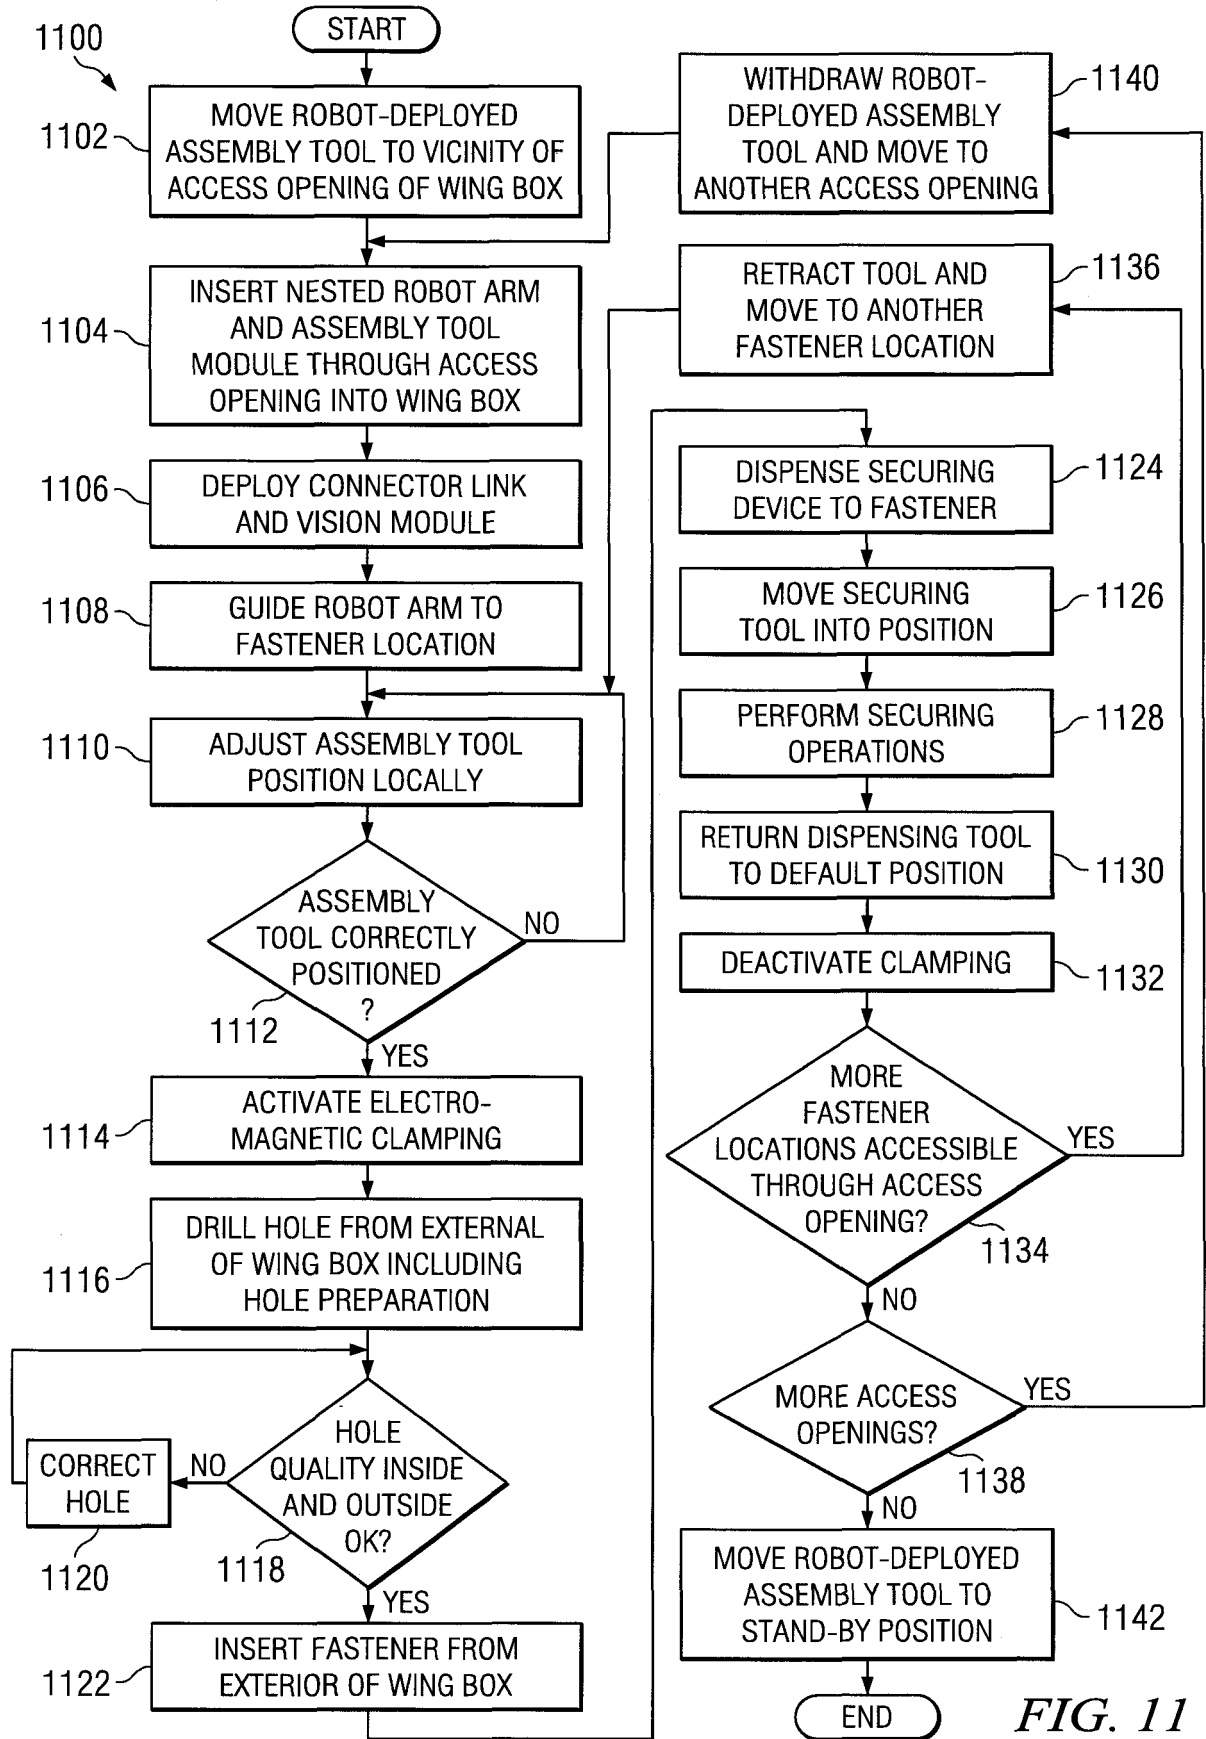 START
1100
MOVE ROBOT-DEPLOYED
ASSEMBLY TOOL TO VICINITY OF
ACCESS OPENING OF WING BOX
1102
INSERT NESTED ROBOT ARM
AND ASSEMBLY TOOL
MODULE THROUGH ACCESS
OPENING INTO WING BOX
1104
DEPLOY CONNECTOR LINK
AND VISION MODULE
1106
GUIDE ROBOT ARM TO
FASTENER LOCATION
1108
ADJUST ASSEMBLY TOOL
POSITION LOCALLY
1110
ASSEMBLY
TOOL CORRECTLY
POSITIONED
?
NO
1112
YES
ACTIVATE ELECTRO-
MAGNETIC CLAMPING
1114
DRILL HOLE FROM EXTERNAL
OF WING BOX INCLUDING
HOLE PREPARATION
1116
HOLE
QUALITY INSIDE
AND OUTSIDE
OK?
NO
CORRECT
HOLE
1120
1118
YES
INSERT FASTENER FROM
EXTERIOR OF WING BOX
1122
WITHDRAW ROBOT-
DEPLOYED ASSEMBLY
TOOL AND MOVE TO
ANOTHER ACCESS OPENING
1140
RETRACT TOOL AND
MOVE TO ANOTHER
FASTENER LOCATION
1136
DISPENSE SECURING
DEVICE TO FASTENER
1124
MOVE SECURING
TOOL INTO POSITION
1126
PERFORM SECURING
OPERATIONS
1128
RETURN DISPENSING TOOL
TO DEFAULT POSITION
1130
DEACTIVATE CLAMPING
1132
MORE
FASTENER
LOCATIONS ACCESSIBLE
THROUGH ACCESS
OPENING?
YES
1134
NO
MORE ACCESS
OPENINGS?
YES
1138
NO
MOVE ROBOT-DEPLOYED
ASSEMBLY TOOL TO
STAND-BY POSITION
1142
END
FIG. 11